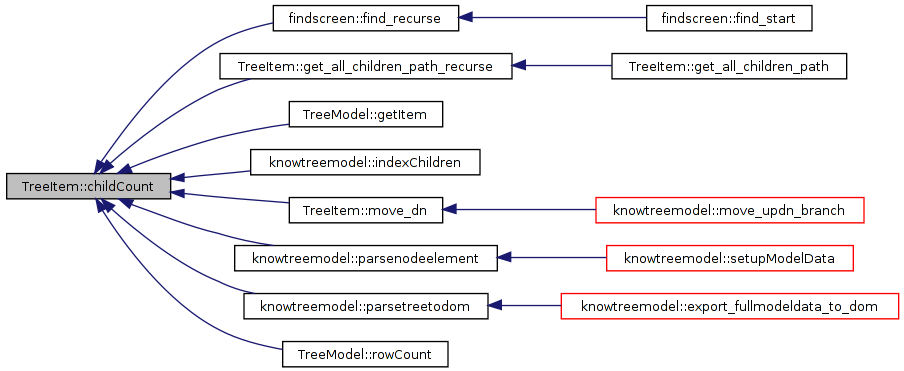 findscreen::find_recurse
findscreen::find_start
TreeItem::get_all_children_path_recurse
TreeItem::get_all_children_path
TreeModel::getItem
knowtreemodel::indexChildren
TreeItem::childCount
TreeItem::move_dn
knowtreemodel::move_updn_branch
knowtreemodel::parsenodeelement
knowtreemodel::setupModelData
knowtreemodel::parsetreetodom
knowtreemodel::export_fullmodeldata_to_dom
TreeModel::rowCount